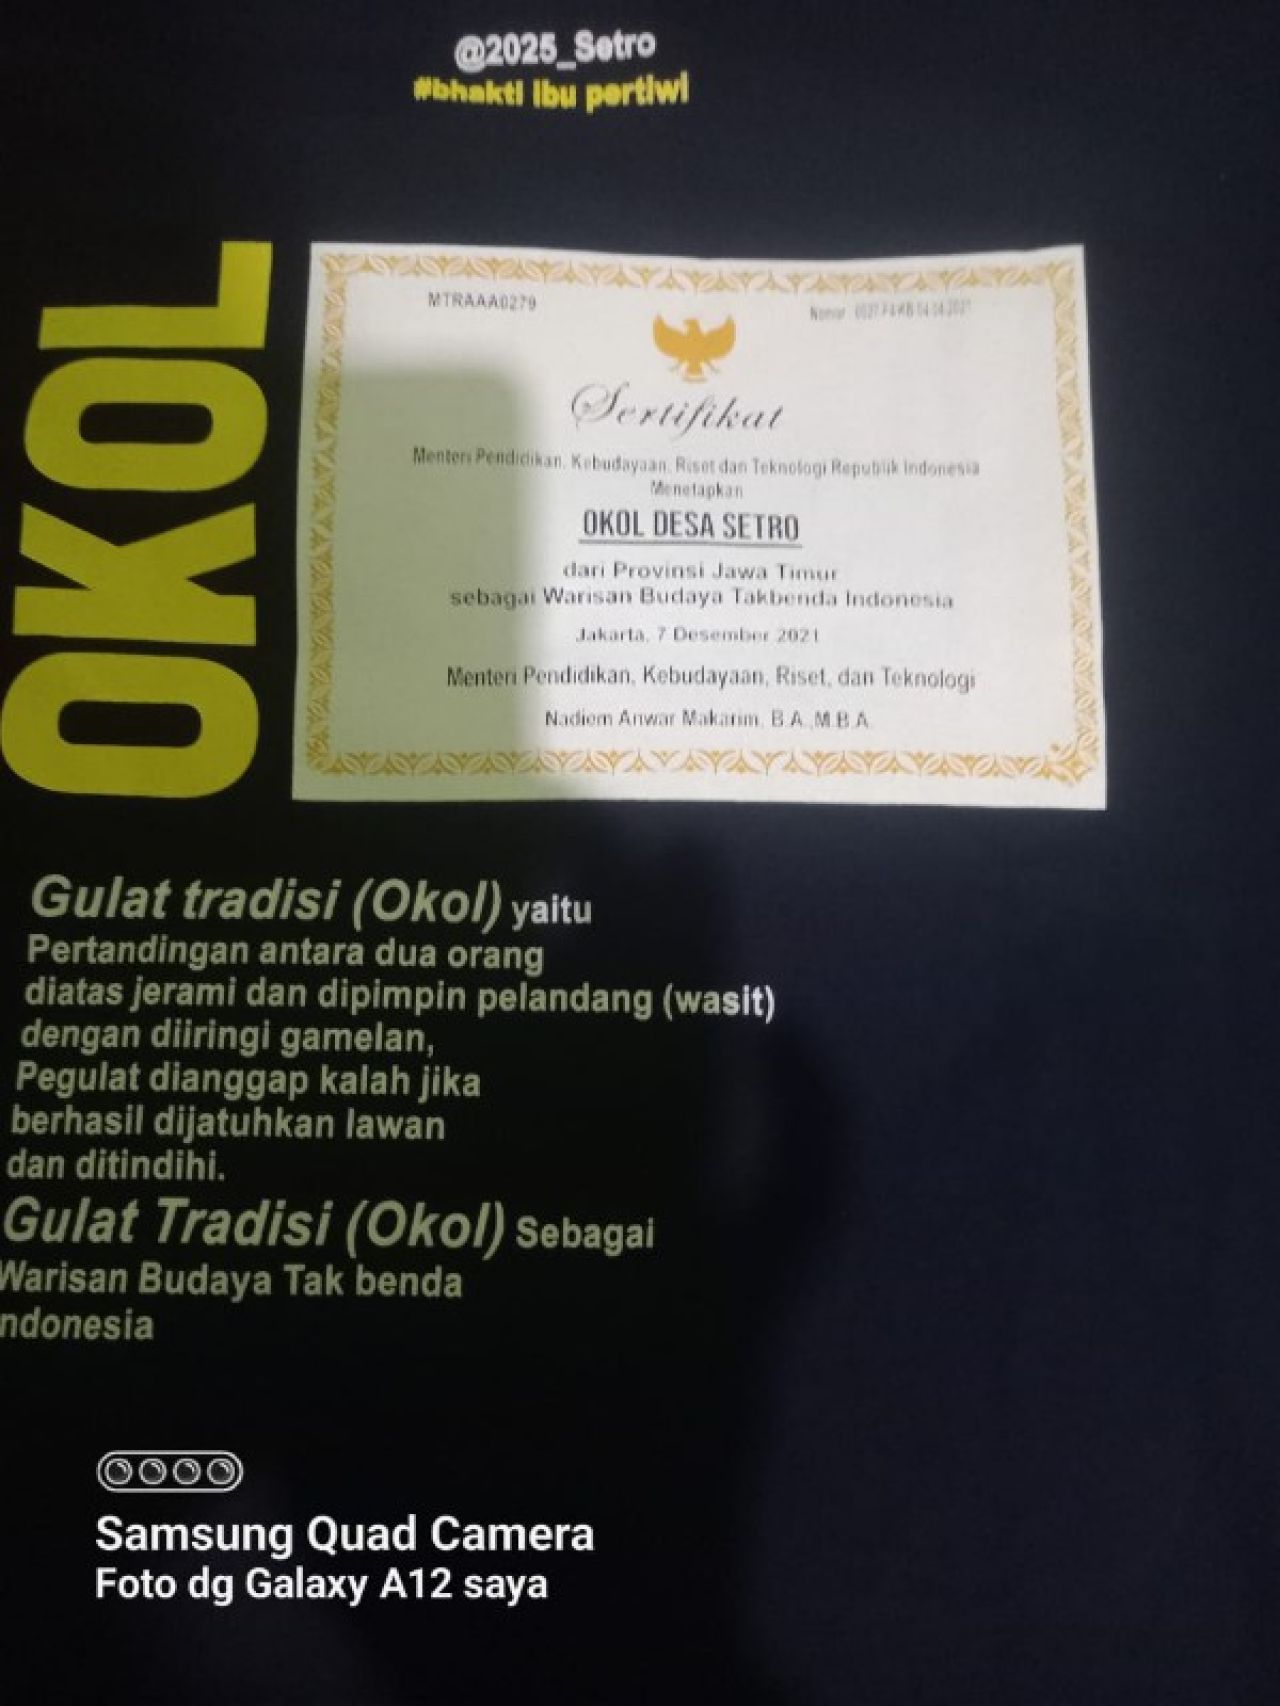 @2025_Setro
#bhakti ibu pertiwi
OKOL
MTRAAA0279
Nomor
Sertifikat
Menteri Pendidikan, Kebudayaan, Riset dan Teknologi Republik Indonesia
Menetapkan
OKOL DESA SETRO
dari Provinsi Jawa Timur
sebagai Warisan Budaya Takbenda Indonesia
Jakarta, 7 Desember 2021
Menteri Pendidikan, Kebudayaan, Riset, dan Teknologi
Nadiem Anwar Makarim, B.A.,M.B.A.
Gulat tradisi (Okol) yaitu
Pertandingan antara dua orang
diatas jerami dan dipimpin pelandang (wasit)
dengan diiringi gamelan,
Pegulat dianggap kalah jika
berhasil dijatuhkan lawan
dan ditindihi.
Gulat Tradisi (Okol) Sebagai
Warisan Budaya Tak benda
ndonesia
Samsung Quad Camera
Foto dg Galaxy A12 saya